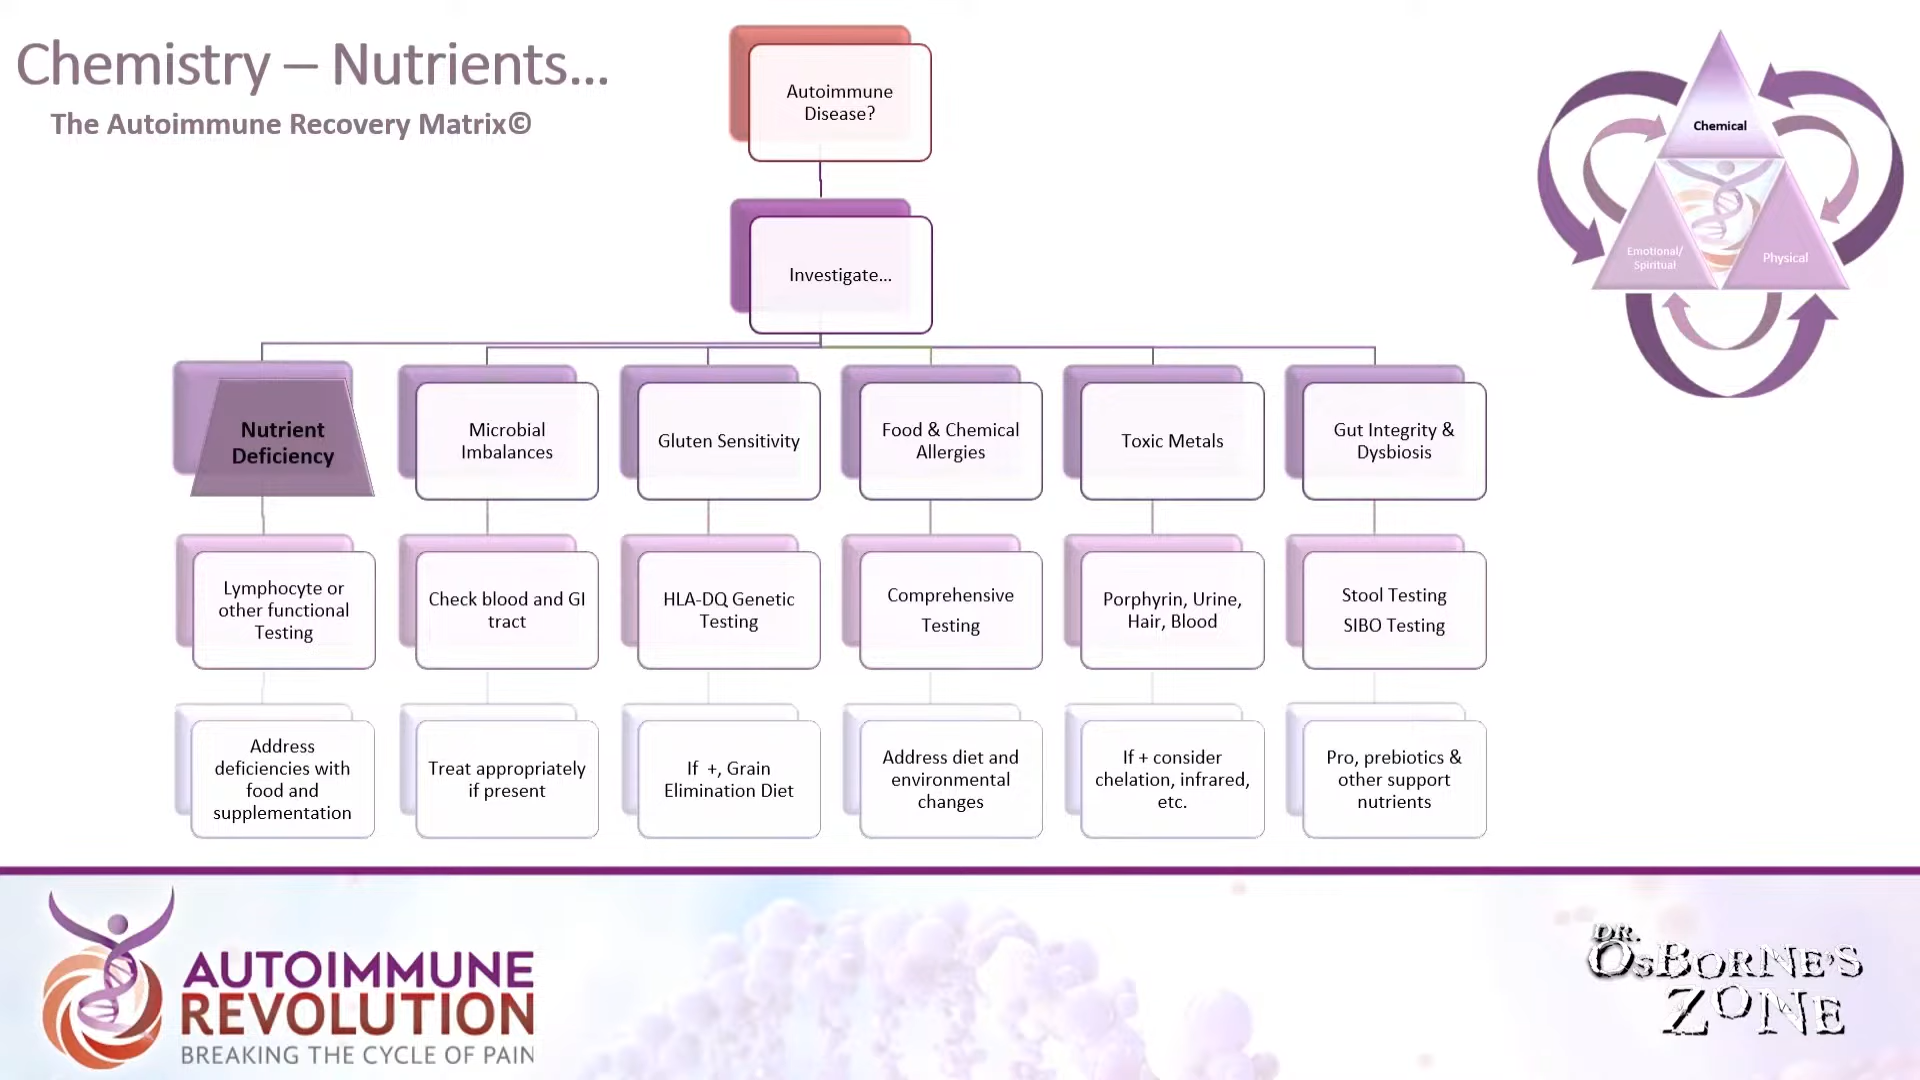 Chemistry – Nutrients...
The Autoimmune Recovery Matrix©
Autoimmune
Disease?
Investigate...
Chemical
Emotional/
Spiritual
Physical
Nutrient
Deficiency
Microbial
Imbalances
Gluten Sensitivity
Food & Chemical
Allergies
Toxic Metals
Gut Integrity &
Dysbiosis
Lymphocyte or
other functional
Testing
Check blood and GI
tract
HLA-DQ Genetic
Testing
Comprehensive
Testing
Porphyrin, Urine,
Hair, Blood
Stool Testing
SIBO Testing
Address
deficiencies with
food and
supplementation
Treat appropriately
if present
If +, Grain
Elimination Diet
Address diet and
environmental
changes
If + consider
chelation, infrared,
etc.
Pro, prebiotics &
other support
nutrients
AUTOIMMUNE
REVOLUTION
BREAKING THE CYCLE OF PAIN
DR.
OSBORNE'S
ZONE